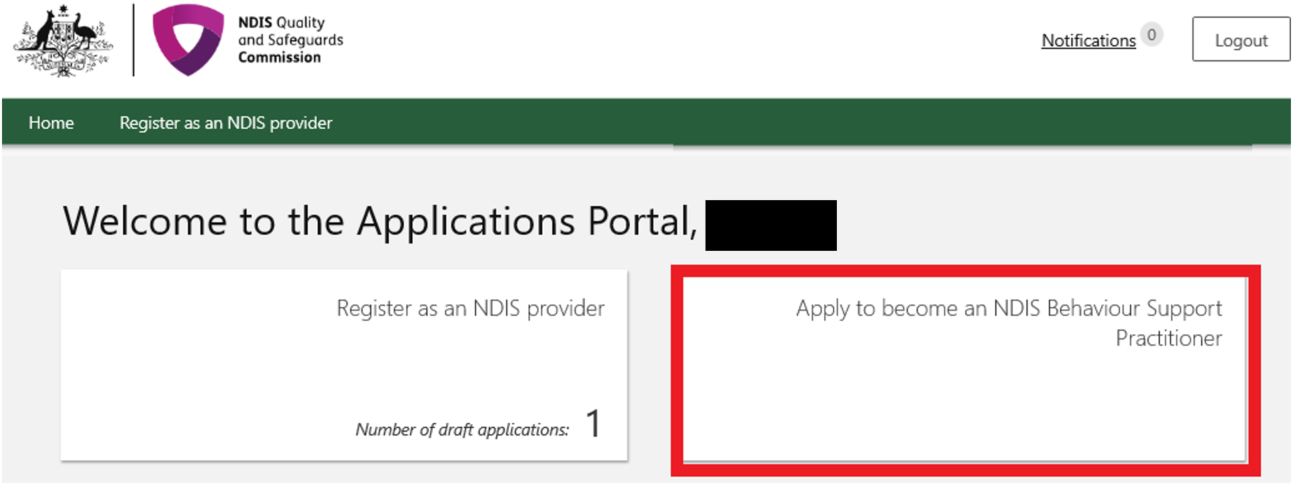 NDIS Quality
and Safeguards
Commission
Notifications 0
Logout
Home
Register as an NDIS provider
Welcome to the Applications Portal,
Register as an NDIS provider
Number of draft applications: 1
Apply to become an NDIS Behaviour Support
Practitioner